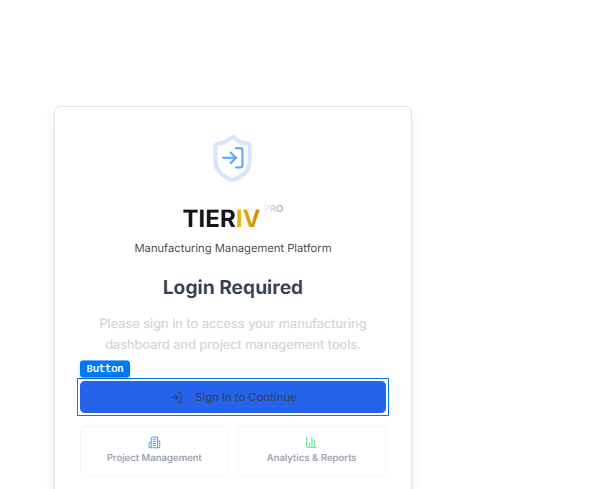 TIERIV PRO
Manufacturing Management Platform
Login Required
Please sign in to access your manufacturing
dashboard and project management tools.
Button
Sign In to Continue
Project Management
Analytics & Reports